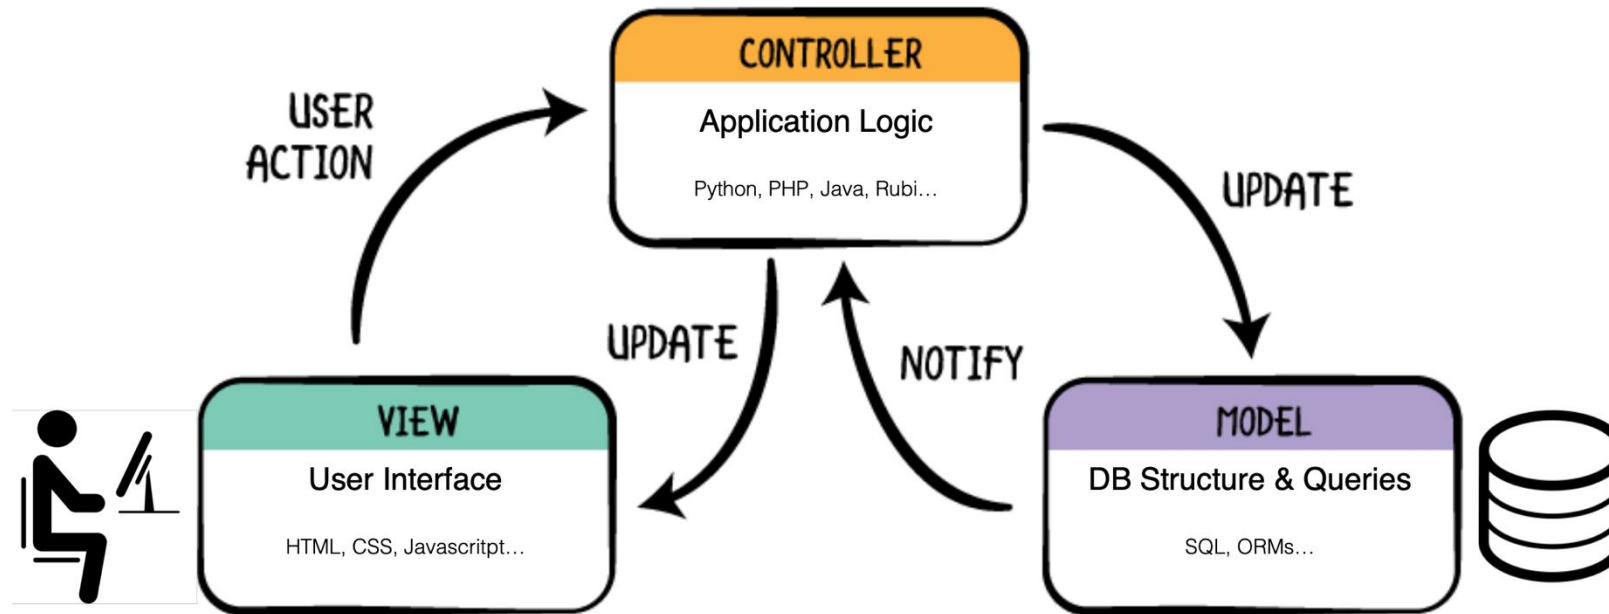 CONTROLLER
Application Logic
Python, PHP, Java, Rubi...
USER
ACTION
UPDATE
UPDATE
NOTIFY
VIEW
User Interface
HTML, CSS, Javascritpt...
MODEL
DB Structure & Queries
SQL, ORMs...